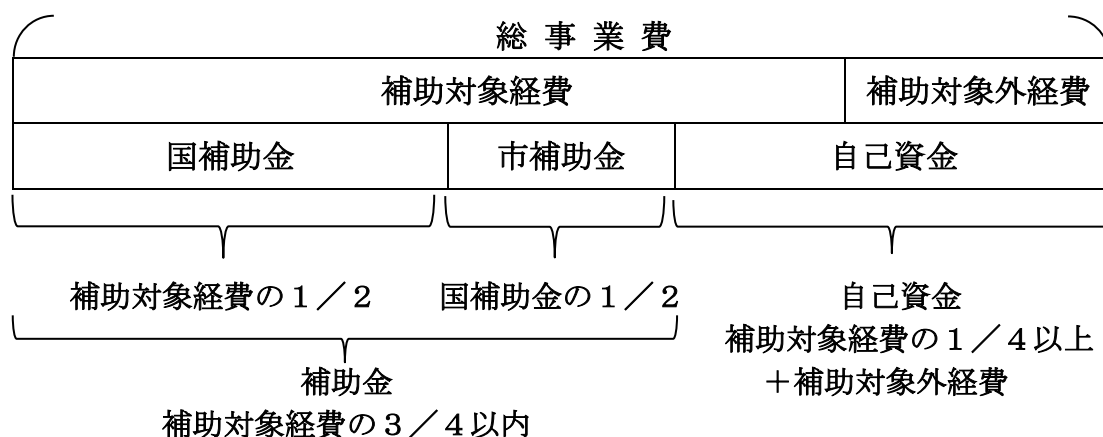 総 事 業 費
補助対象経費 補助対象外経費
国補助金 市補助金 自己資金
補助対象経費の１／２ 国補助金の１／２ 自己資金
補助対象経費の１／４以上
＋補助対象外経費
補助金
補助対象経費の３／４以内